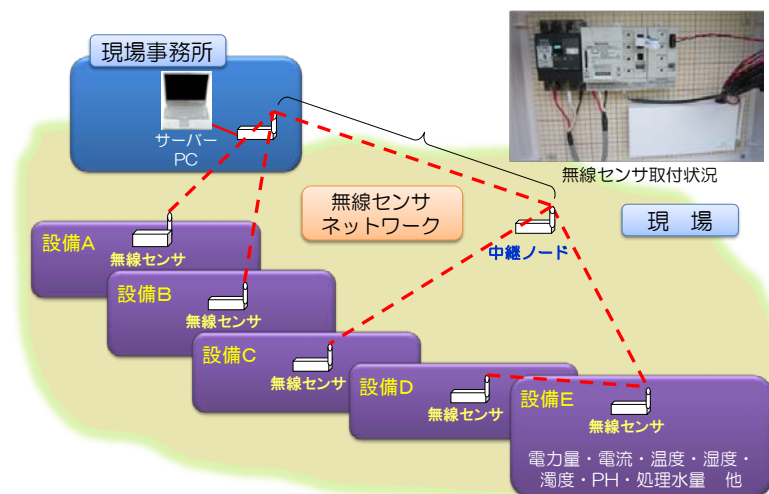 現場事務所
サーバー
PC
無線センサ取付状況
無線センサ
ネットワーク
現 場
中継ノード
設備A
無線センサ
設備B
無線センサ
設備C
無線センサ
設備D
無線センサ
設備E
無線センサ
電力量・電流・温度・湿度・
濁度・PH・処理水量 他